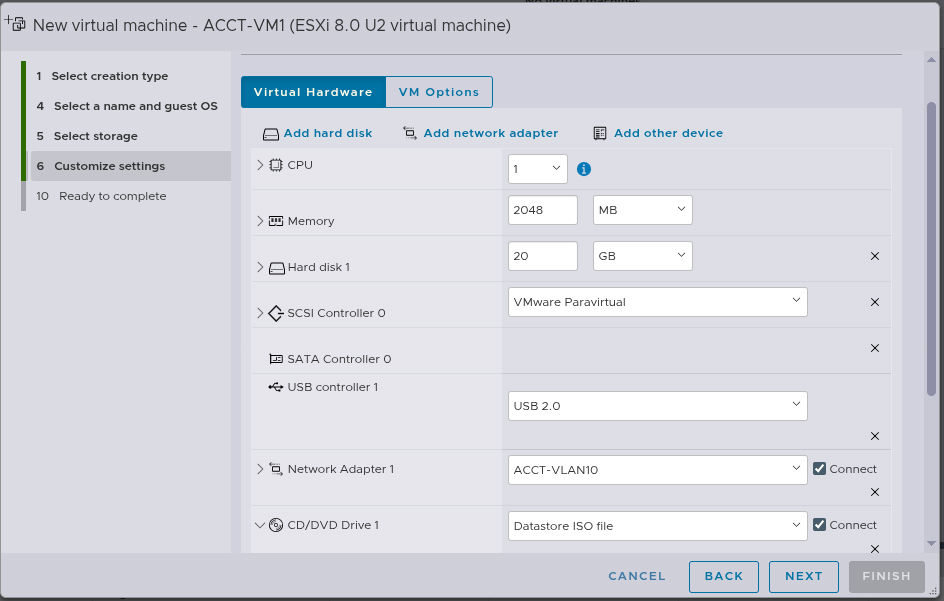 New virtual machine - ACCT-VM1 (ESXi 8.0 U2 virtual machine)
1 Select creation type
4 Select a name and guest OS
5 Select storage
6 Customize settings
10 Ready to complete
Virtual Hardware VM Options
Add hard disk Add network adapter Add other device
CPU 1
Memory 2048 MB
Hard disk 1 20 GB
SCSI Controller 0 VMware Paravirtual
SATA Controller 0
USB controller 1
USB 2.0
Network Adapter 1 ACCT-VLAN10 Connect
CD/DVD Drive 1 Datastore ISO file Connect
CANCEL BACK NEXT FINISH